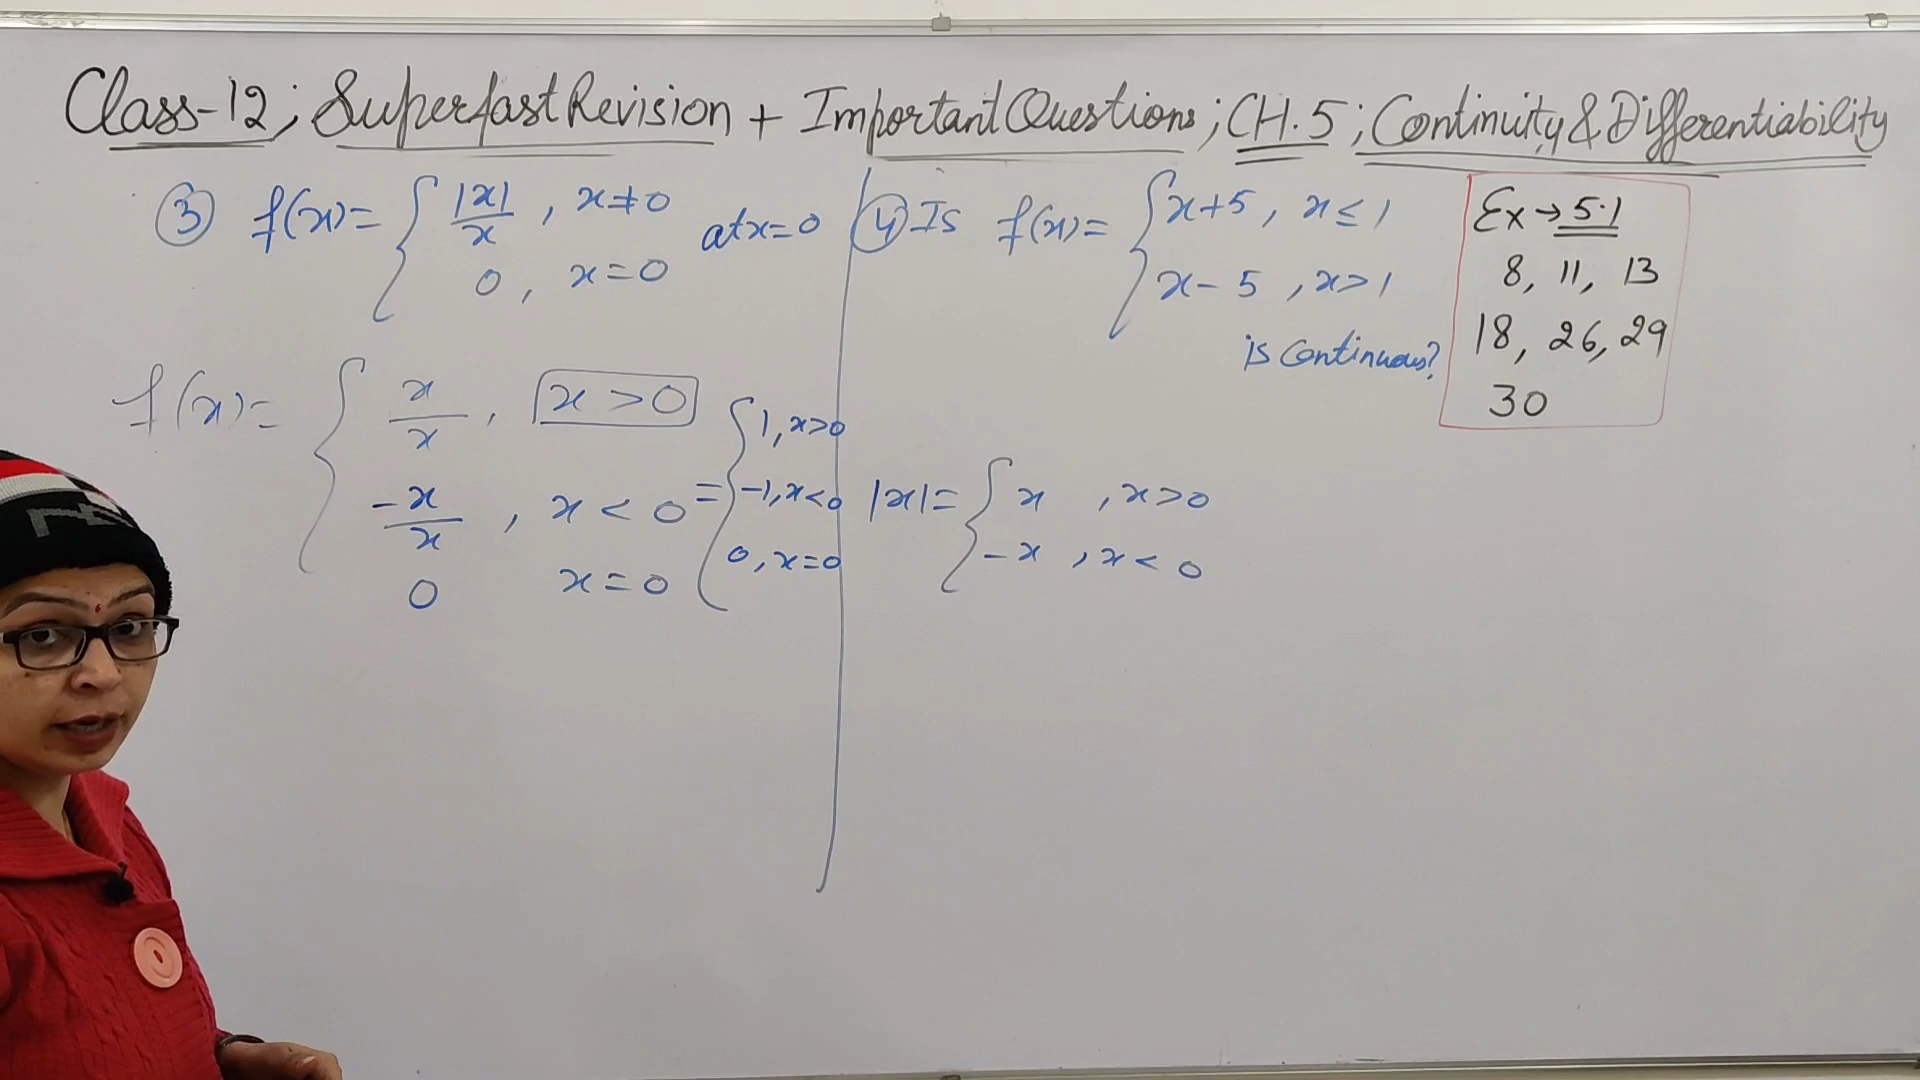 Class-12; Superfast Revision + Important Questions; CH.5; Continuity & Differentiability
③ f(x)= { |x|/x , x≠0 at x=0
0 , x=0
f(x)= { x/x , x>0
-x/x , x<0
0 x=0
= { 1, x>0
-1, x<0
0, x=0
④ Is f(x)= { x+5, x≤1
x-5, x>1
is Continuous?
|x|= { x , x>0
-x , x<0
Ex→5.1
8, 11, 13
18, 26, 29
30